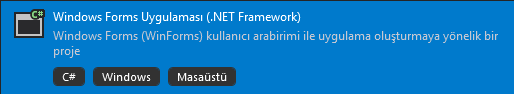 C#
Windows Forms Uygulaması (.NET Framework)
Windows Forms (WinForms) kullanıcı arabirimi ile uygulama oluşturmaya yönelik bir
proje
C# Windows Masaüstü